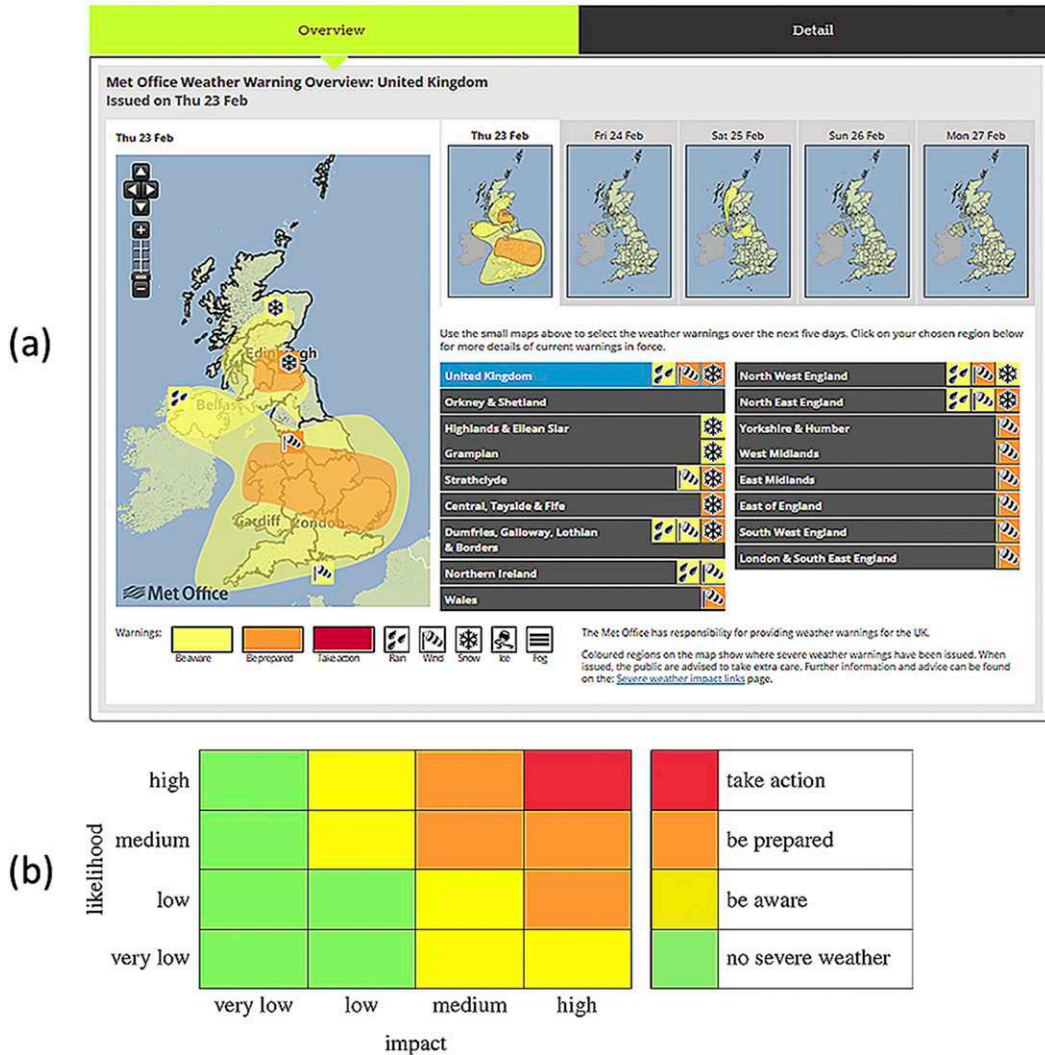 Overview
Detail
Met Office Weather Warning Overview: United Kingdom
Issued on Thu 23 Feb
Thu 23 Feb
Thu 23 Feb
Fri 24 Feb
Sat 25 Feb
Sun 26 Feb
Mon 27 Feb
Edinburgh
Belfast
Cardiff
London
Met Office
(a)
Use the small maps above to select the weather warnings over the next five days. Click on your chosen region below
for more details of current warnings in force.
United Kingdom
Orkney & Shetland
Highlands & Eilean Siar
Grampian
Strathclyde
Central, Tayside & Fife
Dumfries, Galloway, Lothian
& Borders
Northern Ireland
Wales
North West England
North East England
Yorkshire & Humber
West Midlands
East Midlands
East of England
South West England
London & South East England
Warnings:
Be aware
Be prepared
Take action
Rain
Wind
Snow
Ice
Fog
The Met Office has responsibility for providing weather warnings for the UK.
Coloured regions on the map show where severe weather warnings have been issued. When
issued, the public are advised to take extra care. Further information and advice can be found
on the: Severe weather impact links page.
(b)
likelihood
high
medium
low
very low
very low
low
medium
high
impact
take action
be prepared
be aware
no severe weather